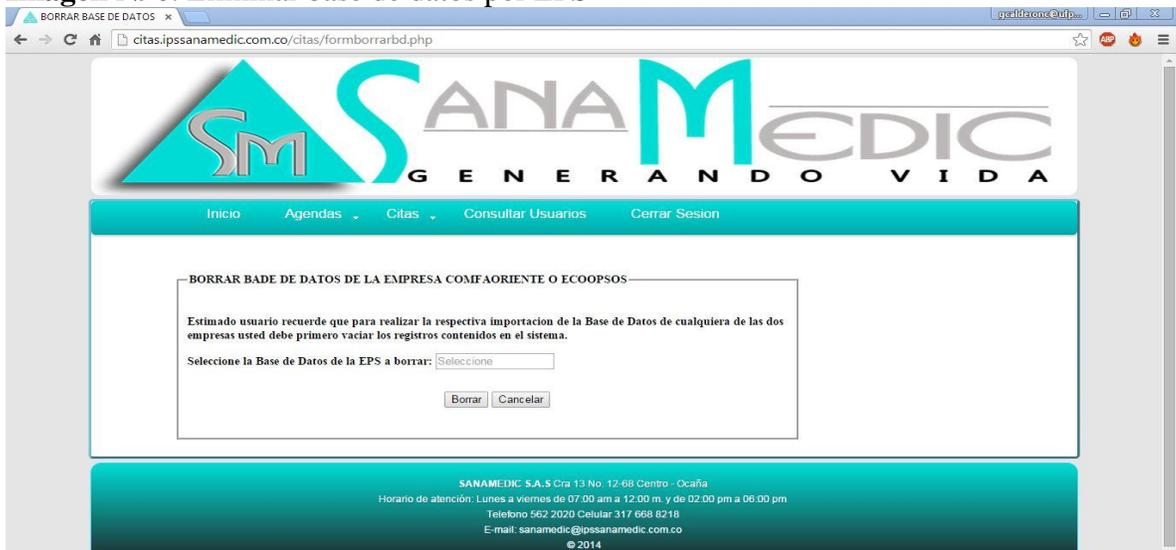 BORRAR BASE DE DATOS
citas.ipssanamedic.com.co/citas/formborrarbd.php
ABP
SM
SANAMEDIC
GENERANDO VIDA
Inicio Agendas Citas Consultar Usuarios Cerrar Sesion
BORRAR BADE DE DATOS DE LA EMPRESA COMFAORIENTE O ECOOPSOS
Estimado usuario recuerde que para realizar la respectiva importacion de la Base de Datos de cualquiera de las dos
empresas usted debe primero vaciar los registros contenidos en el sistema.
Seleccione la Base de Datos de la EPS a borrar: Seleccione
Borrar Cancelar
SANAMEDIC S.A.S Cra 13 No. 12-68 Centro - Ocaña
Horario de atención: Lunes a viernes de 07:00 am a 12:00 m. y de 02:00 pm a 06:00 pm
Telefono 562 2020 Celular 317 668 8218
E-mail: sanamedic@ipssanamedic.com.co
© 2014